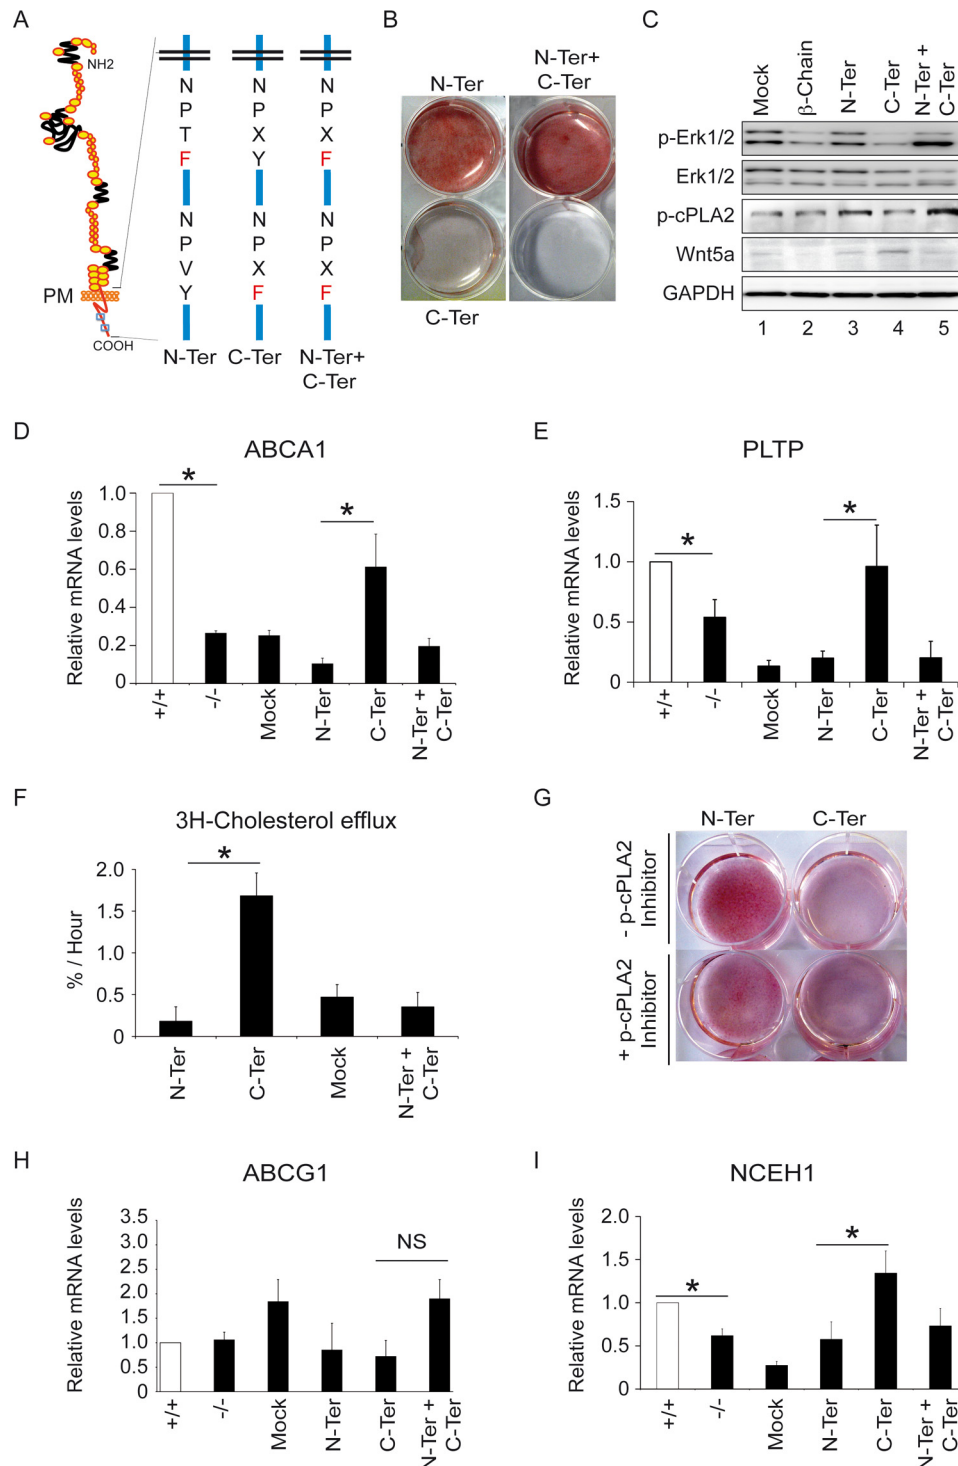 A
NH2
PM
COOH
N N N
P P P
T X X
F Y F
N N N
P P P
V X X
Y F F
N-Ter C-Ter N-Ter+
C-Ter
B
N-Ter N-Ter+
C-Ter
C-Ter
C
Mock β-Chain N-Ter C-Ter N-Ter +
C-Ter
p-Erk1/2
Erk1/2
p-cPLA2
Wnt5a
GAPDH
1 2 3 4 5
D
ABCA1
Relative mRNA levels
1.0
*
*
0.8
0.6
0.4
0.2
0
+/+ -/- Mock N-Ter C-Ter N-Ter +
C-Ter
E
PLTP
Relative mRNA levels
1.5
*
*
1.0
0.5
0
+/+ -/- Mock N-Ter C-Ter N-Ter +
C-Ter
F
3H-Cholesterol efflux
% / Hour
2.0
*
1.5
1.0
0.5
0
N-Ter C-Ter Mock N-Ter +
C-Ter
G
N-Ter C-Ter
- p-cPLA2
Inhibitor
+ p-cPLA2
Inhibitor
H
ABCG1
Relative mRNA levels
3.5
3.0
NS
2.5
2.0
1.5
1.0
0.5
0
+/+ -/- Mock N-Ter C-Ter N-Ter +
C-Ter
I
NCEH1
Relative mRNA levels
2.0
*
1.5
*
1.0
0.5
0
+/+ -/- Mock N-Ter C-Ter N-Ter +
C-Ter